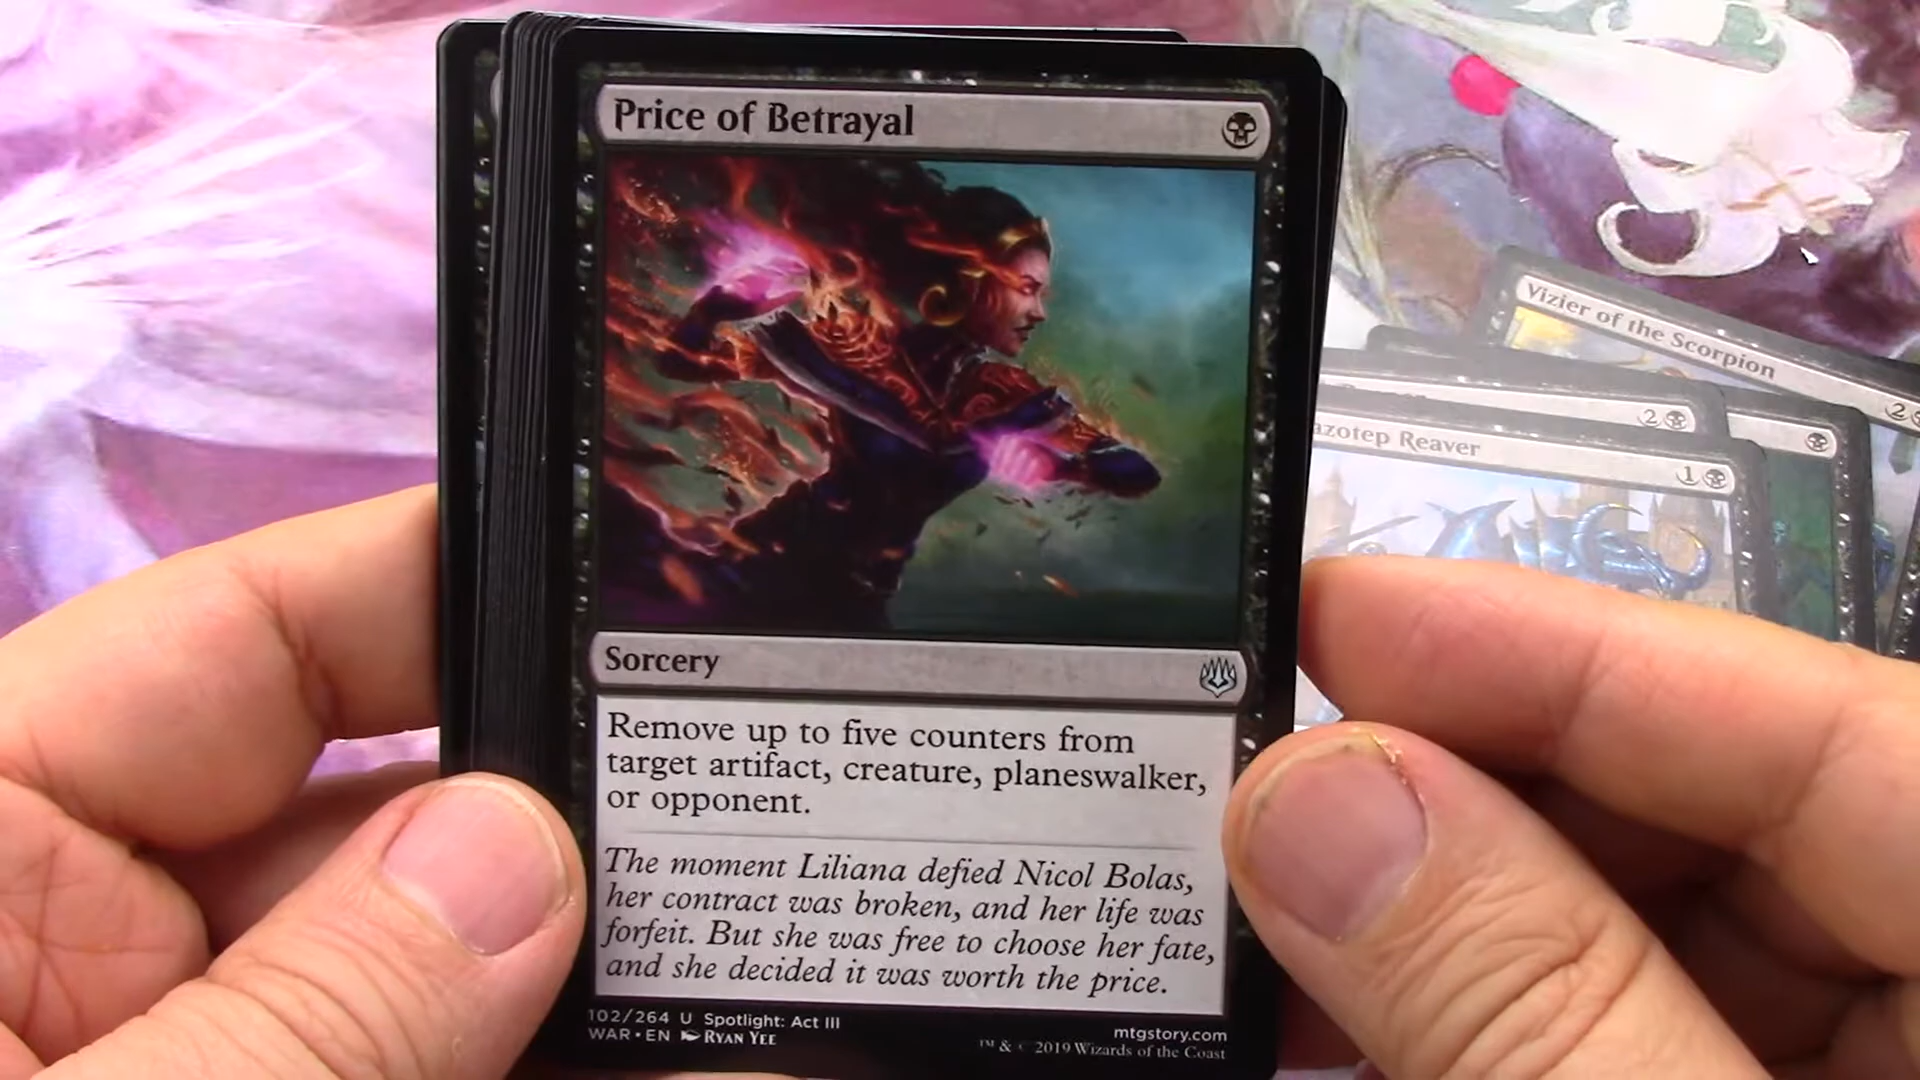 Price of Betrayal
Sorcery
Remove up to five counters from
target artifact, creature, planeswalker,
or opponent.
The moment Liliana defied Nicol Bolas,
her contract was broken, and her life was
forfeit. But she was free to choose her fate,
and she decided it was worth the price.
102/264 U Spotlight: Act III
WAR • EN Ryan Yee
mtgstory.com
™ & © 2019 Wizards of the Coast
Vizier of the Scorpion
2
2
azotep Reaver
1